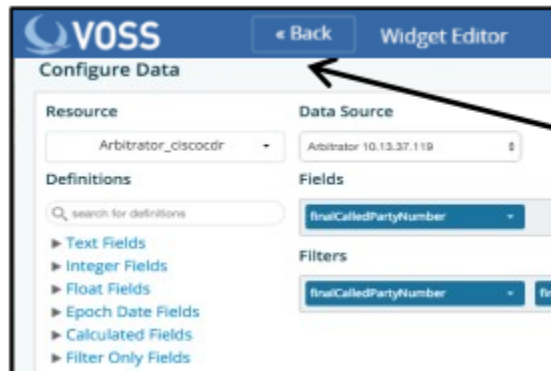 VOSS « Back Widget Editor
Configure Data
Resource
Arbitrator_ciscocdr
Definitions
search for definitions
Text Fields
Integer Fields
Float Fields
Epoch Date Fields
Calculated Fields
Filter Only Fields
Data Source
Arbitrator 10.13.37.119
Fields
finalCalledPartyNumber
Filters
finalCalledPartyNumber